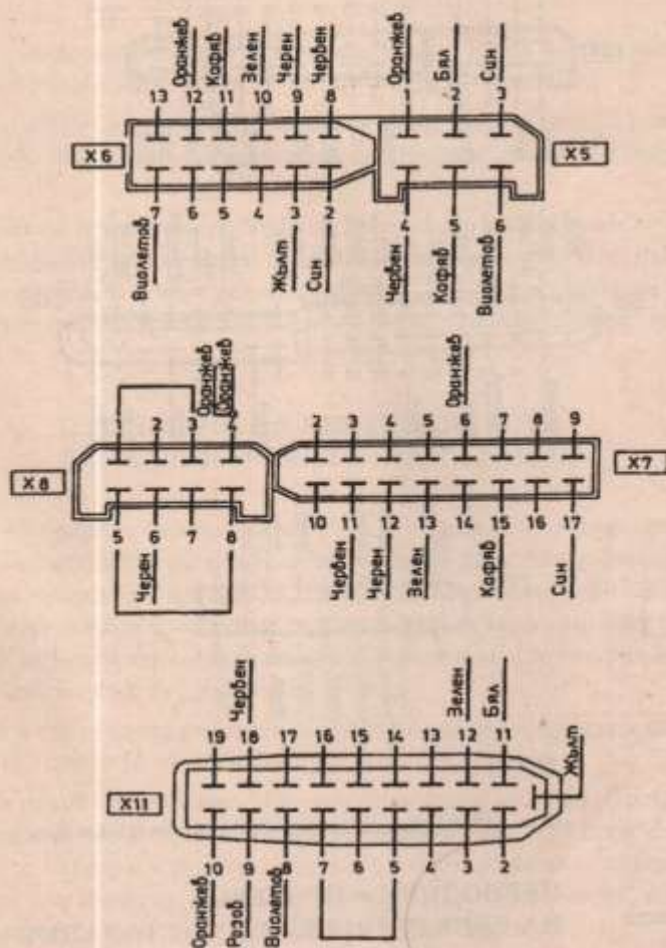 Оранжев
Кафяв
Зелен
Черен
Червен
Оранжев
Бял
Син
13 12 11 10 9 8
1 2 3
X6
X5
7 6 5 4 3 2
4 5 6
Виолетов
Жълт
Син
Червен
Кафяв
Виолетов
Оранжев
Оранжев
Оранжев
1 2 3 4
2 3 4 5 6 7 8 9
X8
X7
5 6 7 8
10 11 12 13 14 15 16 17
Черен
Червен
Черен
Зелен
Кафяв
Син
Червен
Зелен
Бял
19 18 17 16 15 14 13 12 11
X11
Жълт
10 9 8 7 6 5 4 3 2
Оранжев
Розов
Виолетов